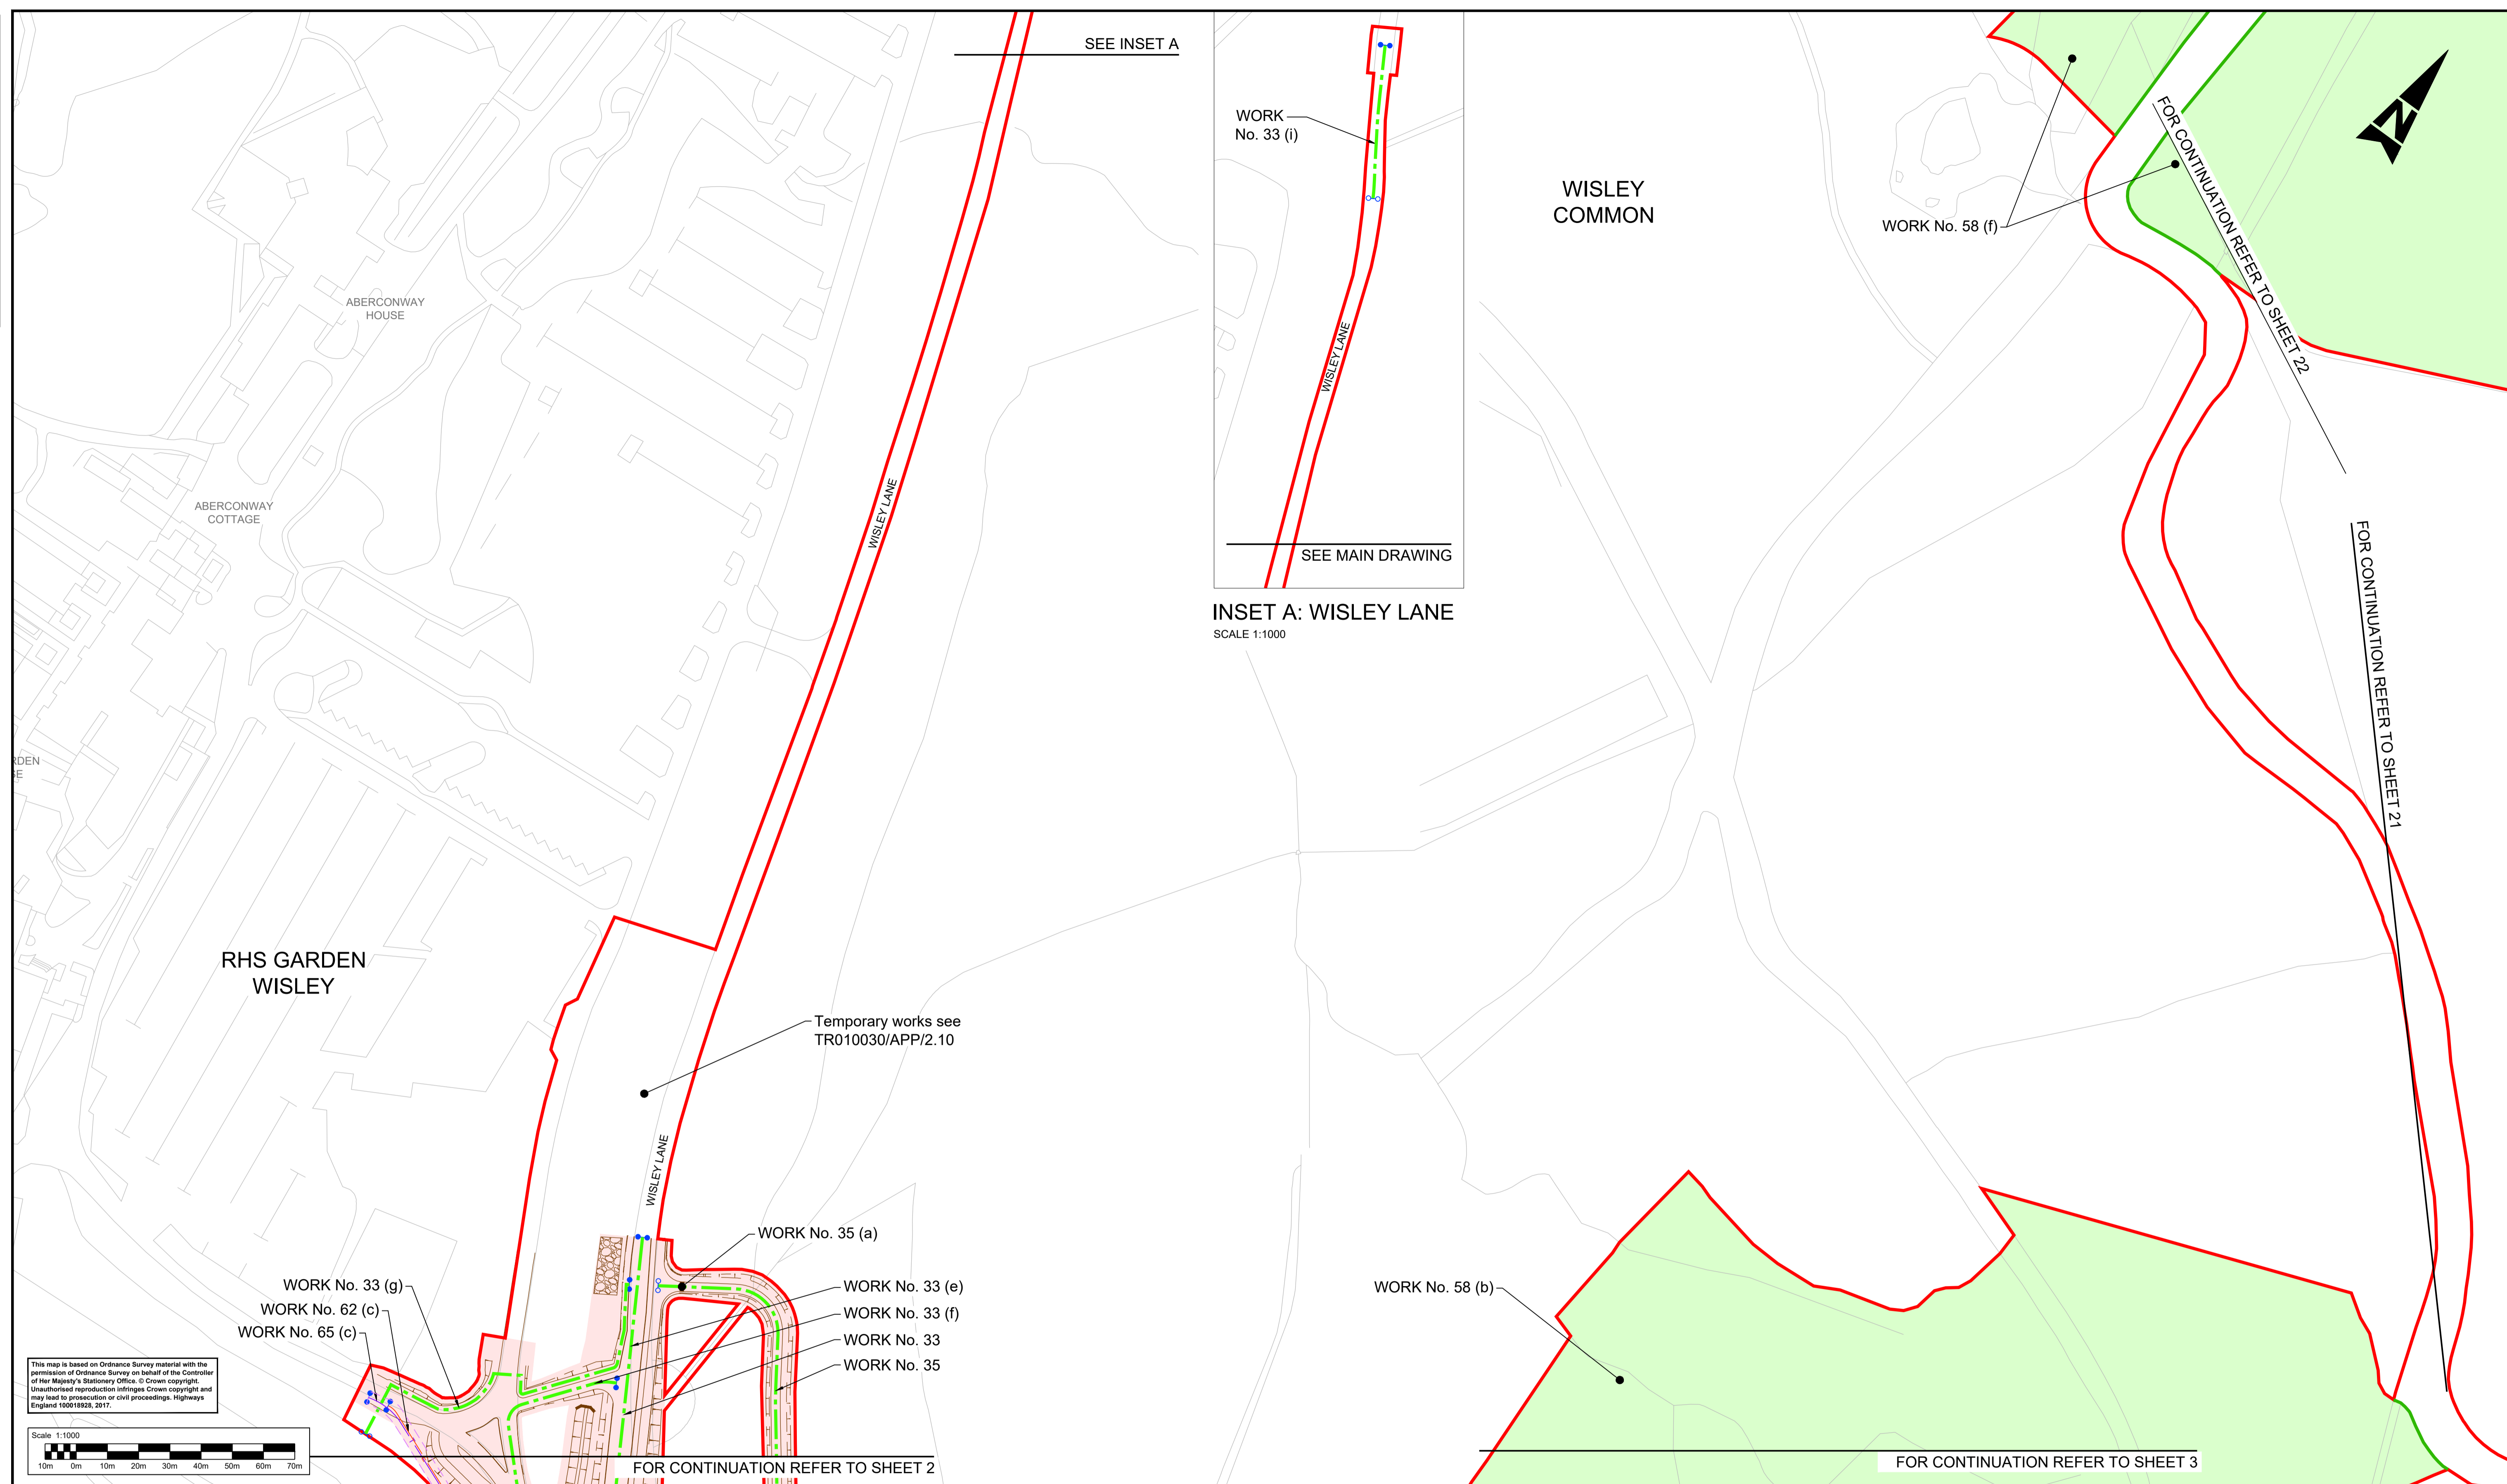 SEE INSET A
WORK
No. 33 (i)
WISLEY LANE
SEE MAIN DRAWING
INSET A: WISLEY LANE
SCALE 1:1000
WISLEY
COMMON
WORK No. 58 (f)
N
FOR CONTINUATION REFER TO SHEET 22
FOR CONTINUATION REFER TO SHEET 21
ABERCONWAY
HOUSE
ABERCONWAY
COTTAGE
WISLEY LANE
RDEN
SE
RHS GARDEN
WISLEY
Temporary works see
TR010030/APP/2.10
WISLEY LANE
WORK No. 35 (a)
WORK No. 33 (g)
WORK No. 62 (c)
WORK No. 65 (c)
WORK No. 33 (e)
WORK No. 33 (f)
WORK No. 33
WORK No. 35
WORK No. 58 (b)
This map is based on Ordnance Survey material with the
permission of Ordnance Survey on behalf of the Controller
of Her Majesty's Stationery Office. © Crown copyright.
Unauthorised reproduction infringes Crown copyright and
may lead to prosecution or civil proceedings. Highways
England 100018928, 2017.
Scale 1:1000
10m 0m 10m 20m 30m 40m 50m 60m 70m
FOR CONTINUATION REFER TO SHEET 2
FOR CONTINUATION REFER TO SHEET 3